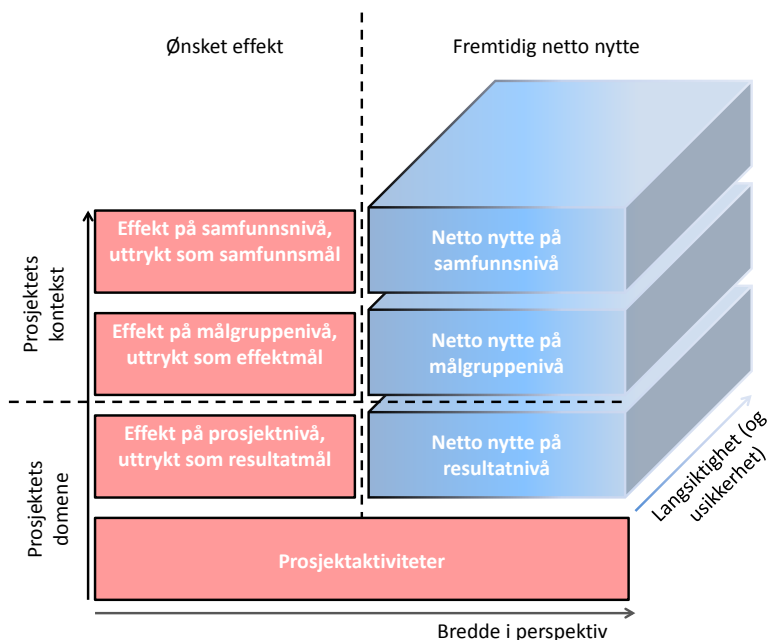 Ønsket effekt
Fremtidig netto nytte
Prosjektets
kontekst
Effekt på samfunnsnivå,
uttrykt som samfunnsmål
Netto nytte på
samfunnsnivå
Effekt på målgruppenivå,
uttrykt som effektmål
Netto nytte på
målgruppenivå
Prosjektets
domene
Effekt på prosjektnivå,
uttrykt som resultatmål
Netto nytte på
resultatnivå
Langsiktighet (og
usikkerhet)
Prosjektaktiviteter
Bredde i perspektiv